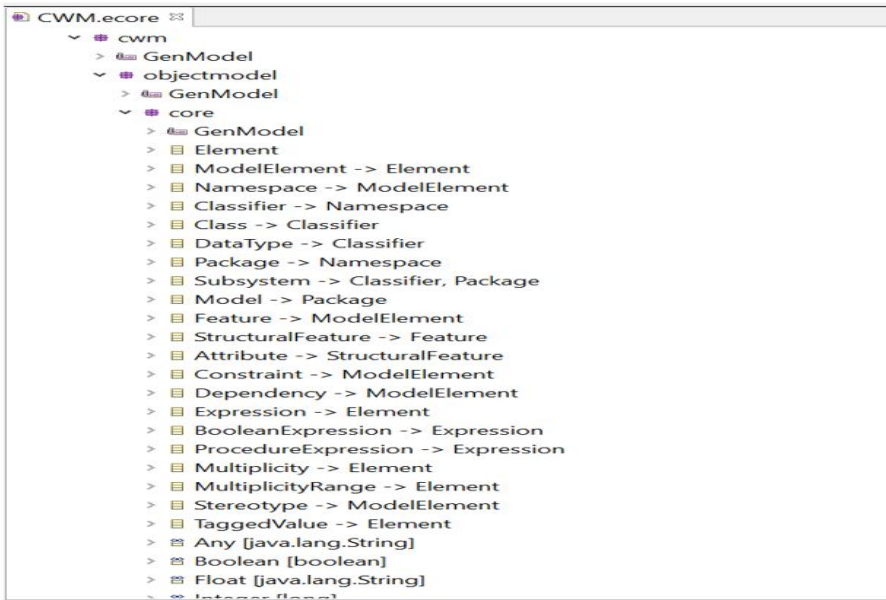 CWM.ecore
cwm
GenModel
objectmodel
GenModel
core
GenModel
Element
ModelElement -> Element
Namespace -> ModelElement
Classifier -> Namespace
Class -> Classifier
DataType -> Classifier
Package -> Namespace
Subsystem -> Classifier, Package
Model -> Package
Feature -> ModelElement
StructuralFeature -> Feature
Attribute -> StructuralFeature
Constraint -> ModelElement
Dependency -> ModelElement
Expression -> Element
BooleanExpression -> Expression
ProcedureExpression -> Expression
Multiplicity -> Element
MultiplicityRange -> Element
Stereotype -> ModelElement
TaggedValue -> Element
Any [java.lang.String]
Boolean [boolean]
Float [java.lang.String]
Integer [long]